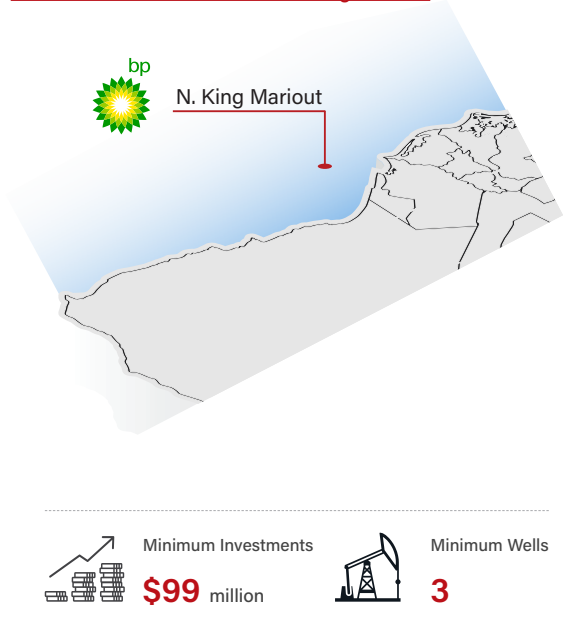 bp
N. King Mariout
Minimum Investments
$99 million
Minimum Wells
3